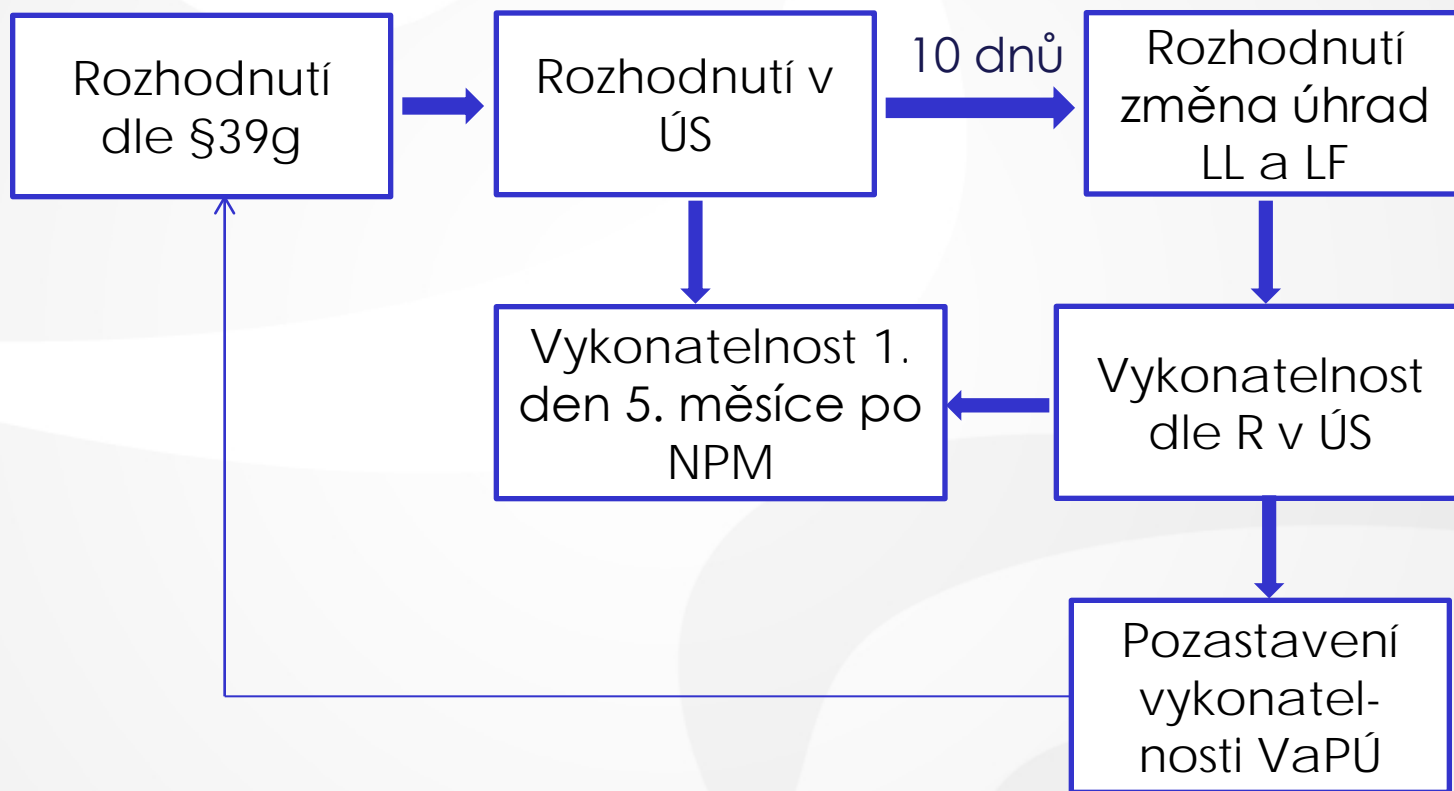 Rozhodnutí
dle §39g
Rozhodnutí v
ÚS
10 dnů
Rozhodnutí
změna úhrad
LL a LF
Vykonatelnost 1.
den 5. měsíce po
NPM
Vykonatelnost
dle R v ÚS
Pozastavení
vykonatel-
nosti VaPÚ